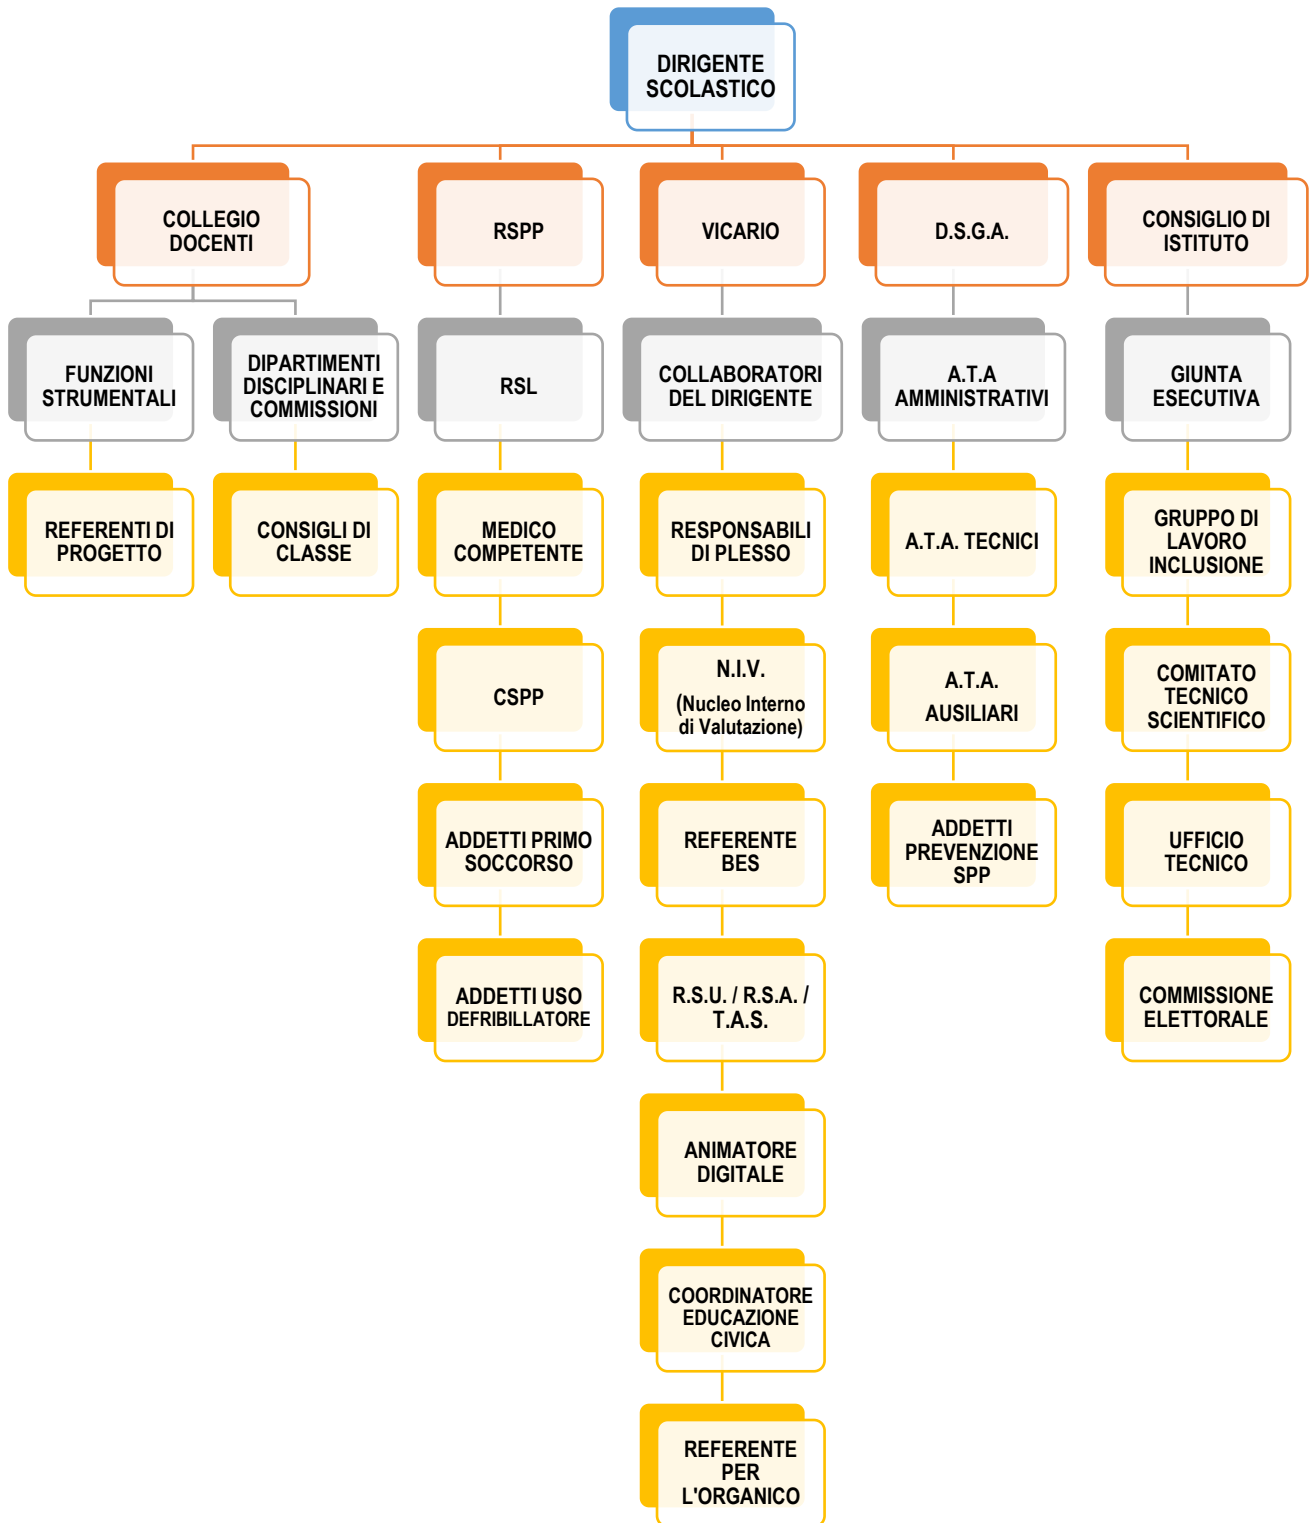 DIRIGENTE
SCOLASTICO
COLLEGIO
DOCENTI
RSPP
VICARIO
D.S.G.A.
CONSIGLIO DI
ISTITUTO
FUNZIONI
STRUMENTALI
DIPARTIMENTI
DISCIPLINARI E
COMMISSIONI
RSL
COLLABORATORI
DEL DIRIGENTE
A.T.A
AMMINISTRATIVI
GIUNTA
ESECUTIVA
REFERENTI DI
PROGETTO
CONSIGLI DI
CLASSE
MEDICO
COMPETENTE
RESPONSABILI
DI PLESSO
A.T.A. TECNICI
GRUPPO DI
LAVORO
INCLUSIONE
CSPP
N.I.V.
(Nucleo Interno
di Valutazione)
A.T.A.
AUSILIARI
COMITATO
TECNICO
SCIENTIFICO
ADDETTI PRIMO
SOCCORSO
REFERENTE
BES
ADDETTI
PREVENZIONE
SPP
UFFICIO
TECNICO
ADDETTI USO
DEFRIBILLATORE
R.S.U. / R.S.A. /
T.A.S.
COMMISSIONE
ELETTORALE
ANIMATORE
DIGITALE
COORDINATORE
EDUCAZIONE
CIVICA
REFERENTE
PER
L'ORGANICO